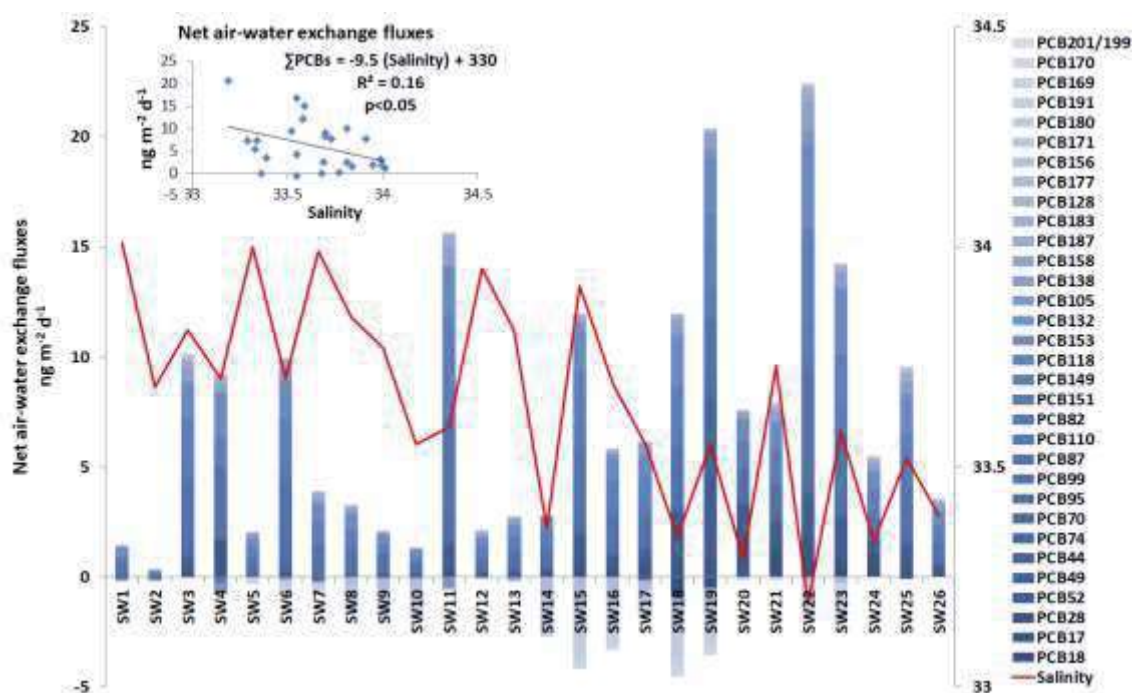 25
20
15
10
5
0
-5
Net air-water exchange fluxes
ng m⁻² d⁻¹
Net air-water exchange fluxes
∑PCBs = -9.5 (Salinity) + 330
R² = 0.16
p<0.05
25
20
15
10
5
0
-5
ng m⁻² d⁻¹
33
33.5
34
34.5
Salinity
SW1
SW2
SW3
SW4
SW5
SW6
SW7
SW8
SW9
SW10
SW11
SW12
SW13
SW14
SW15
SW16
SW17
SW18
SW19
SW20
SW21
SW22
SW23
SW24
SW25
SW26
34.5
34
33.5
33
PCB201/199
PCB170
PCB169
PCB191
PCB180
PCB171
PCB156
PCB177
PCB128
PCB183
PCB187
PCB158
PCB138
PCB105
PCB132
PCB153
PCB118
PCB149
PCB151
PCB82
PCB110
PCB87
PCB99
PCB95
PCB70
PCB74
PCB44
PCB49
PCB52
PCB28
PCB17
PCB18
Salinity